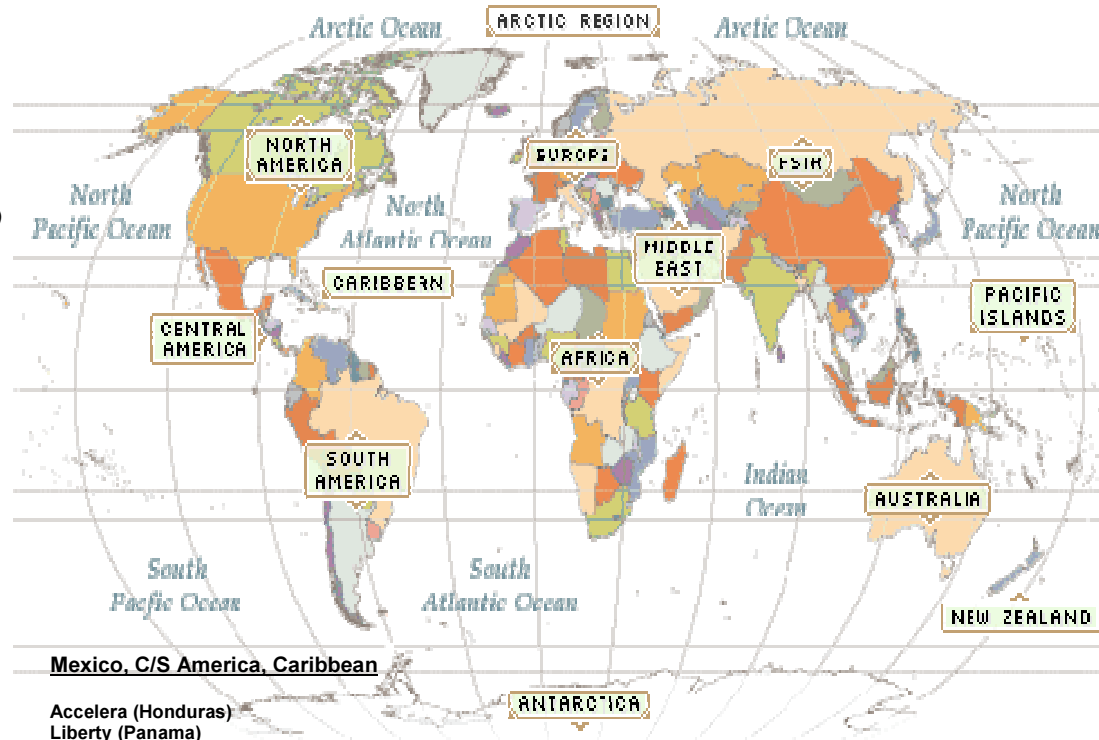 Arctic Ocean
ARCTIC REGION
Arctic Ocean
NORTH
AMERICA
EUROPE
ASIA
North
Pacific Ocean
North
Atlantic Ocean
North
Pacific Ocean
MIDDLE
EAST
CARIBBEAN
PACIFIC
ISLANDS
CENTRAL
AMERICA
AFRICA
SOUTH
AMERICA
Indian
Ocean
AUSTRALIA
South
Pacific Ocean
South
Atlantic Ocean
NEW ZEALAND
Mexico, C/S America, Caribbean
ANTARCTICA
Accelera (Honduras)
Liberty (Panama)